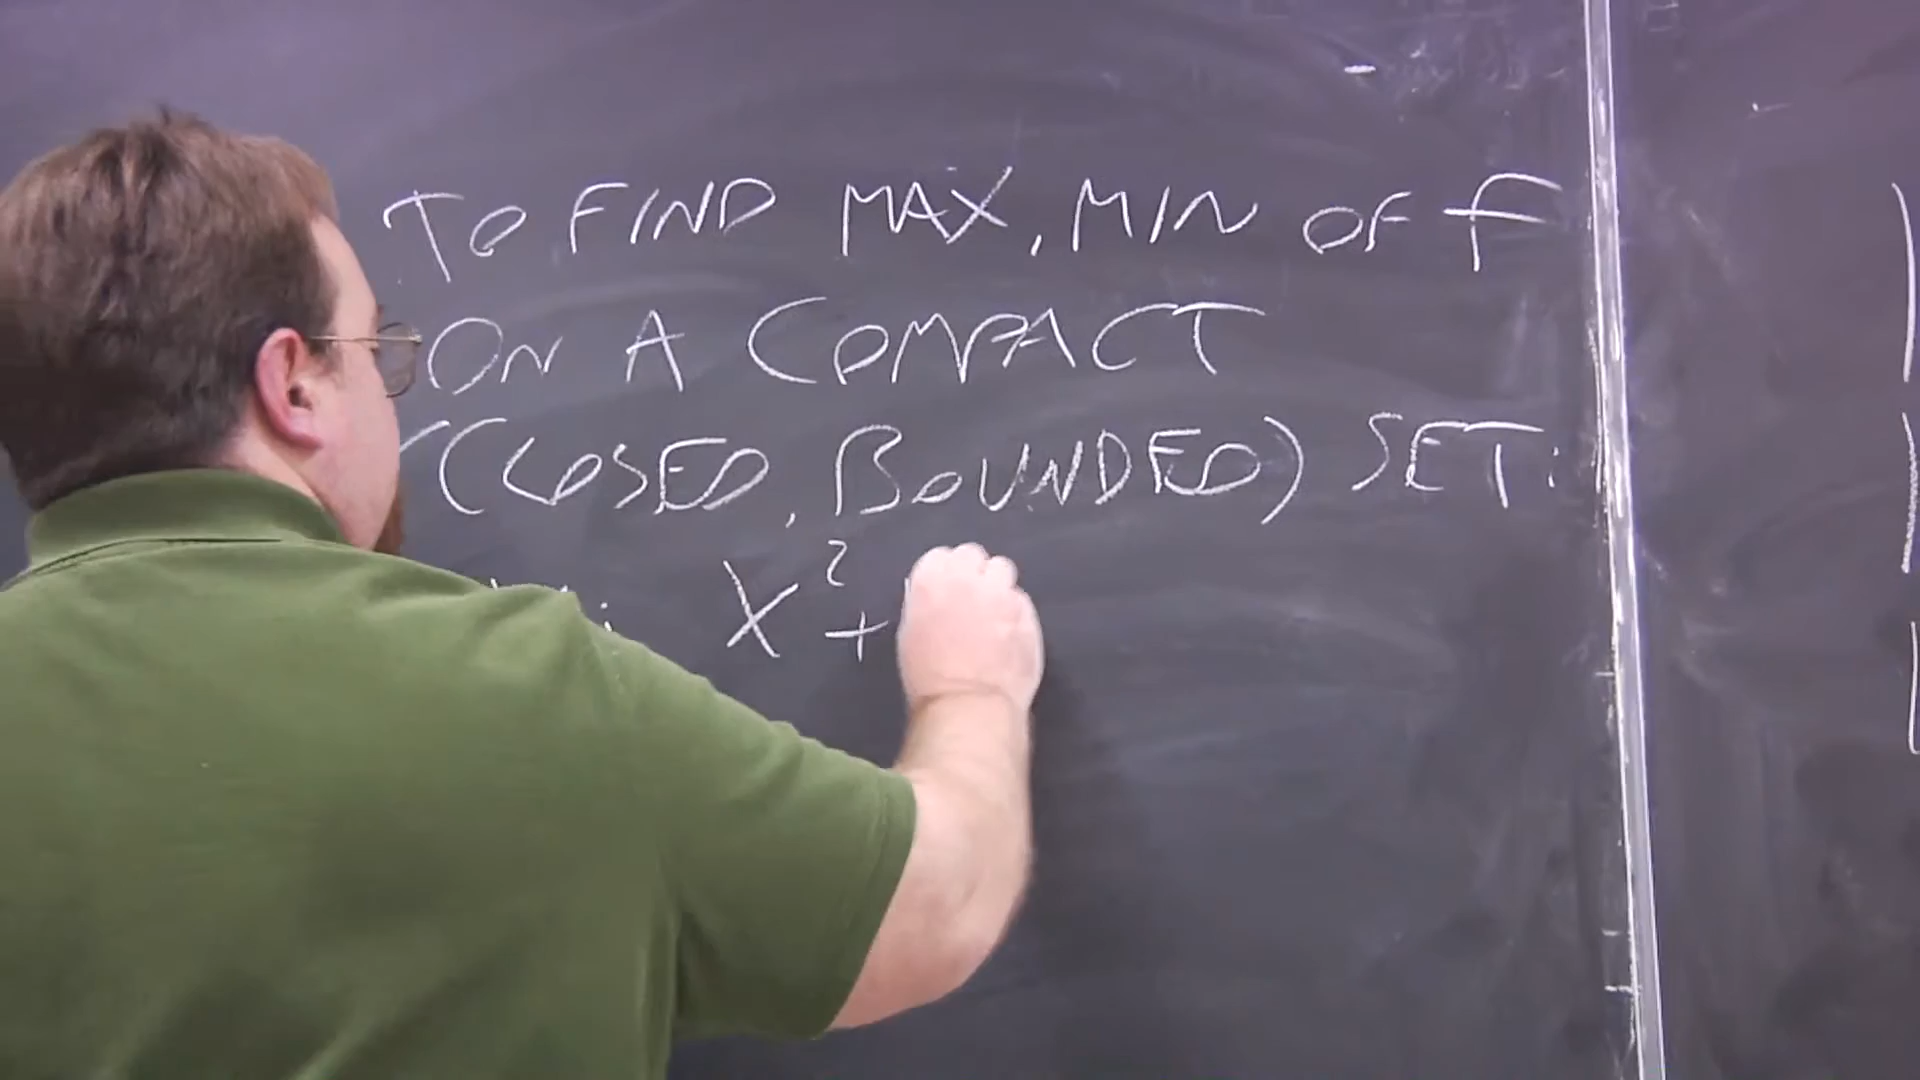 TO FIND MAX, MIN OF f
ON A COMPACT
(CLOSED, BOUNDED) SET:
x² +